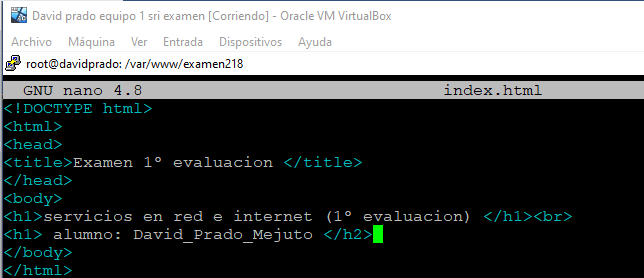 David prado equipo 1 sri examen [Corriendo] - Oracle VM VirtualBox
Archivo Máquina Ver Entrada Dispositivos Ayuda
root@davidprado: /var/www/examen218
GNU nano 4.8 index.html
<!DOCTYPE html>
<html>
<head>
<title>Examen 1º evaluacion </title>
</head>
<body>
<h1>servicios en red e internet (1º evaluacion) </h1><br>
<h1> alumno: David_Prado_Mejuto </h2>
</body>
</html>